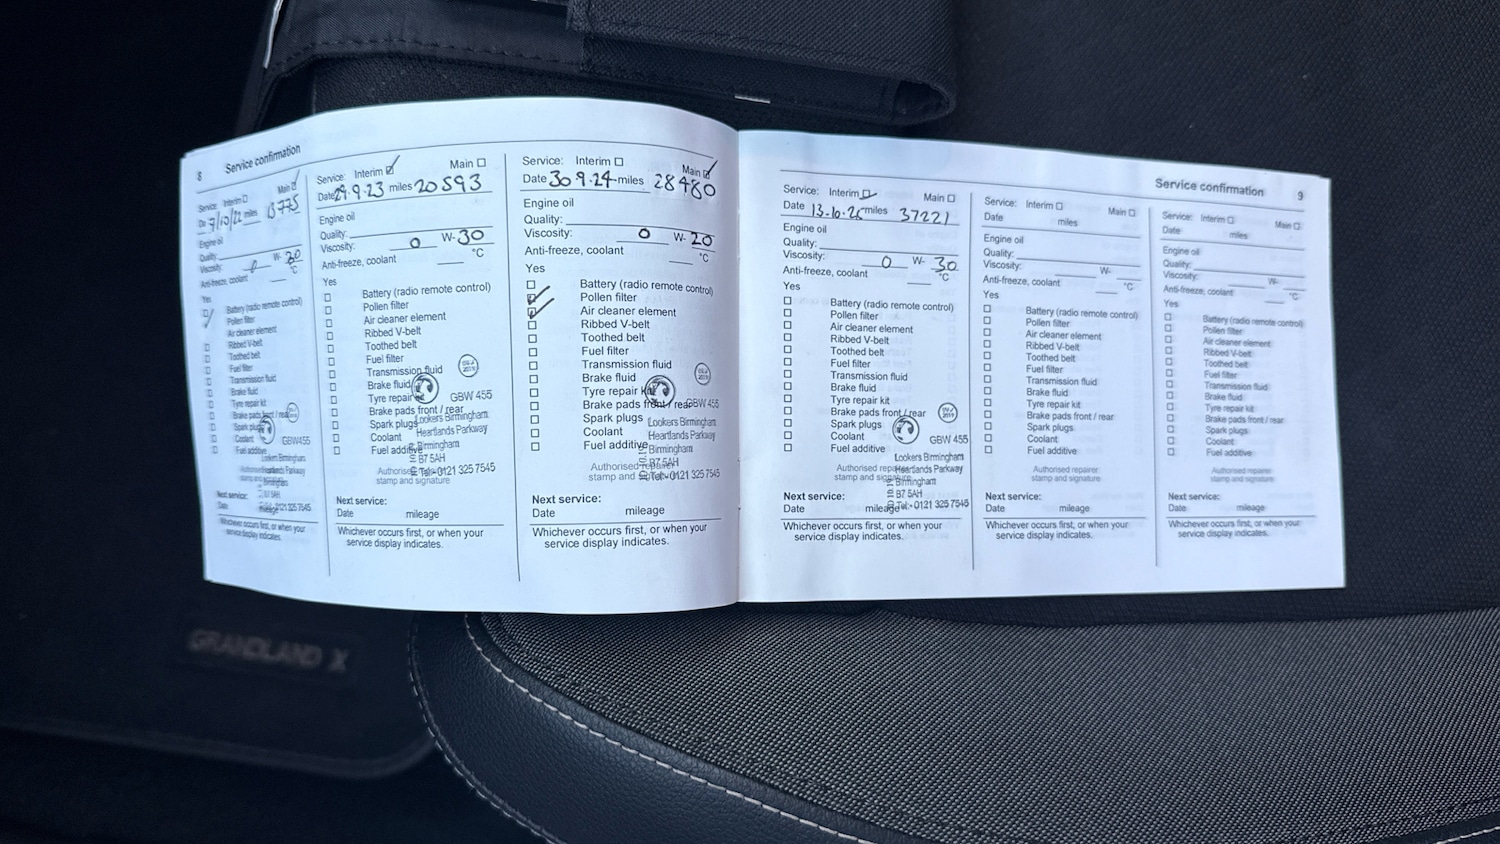 8
Service confirmation
Service: Interim Main
Da 7/10/22 miles 13775
Engine oil
Quality:
Viscosity: 0 W- 20
Anti-freeze, coolant °C
Yes
Battery (radio remote control)
Pollen filter
Air cleaner element
Ribbed V-belt
Toothed belt
Fuel filter
Transmission fluid
Brake fluid
Tyre repair kit
Brake pads front / rear
Spark plugs
Coolant GBW455
Fuel additive
Lookers Birmingham
Heartlands Parkway
Birmingham
B7 5AH
Tel:- 0121 325 7545
Next service:
Date mileage
Whichever occurs first, or when your
service display indicates.
Service: Interim Main
Date 29.9.23 miles 20593
Engine oil
Quality:
Viscosity: 0 W- 30
Anti-freeze, coolant °C
Yes
Battery (radio remote control)
Pollen filter
Air cleaner element
Ribbed V-belt
Toothed belt
Fuel filter
Transmission fluid
Brake fluid
Tyre repair kit GBW 455
Brake pads front / rear
Spark plugs Lookers Birmingham
Coolant Heartlands Parkway
Fuel additive Birmingham
B7 5AH
Tel:- 0121 325 7545
stamp and signature
Next service:
Date mileage
Whichever occurs first, or when your
service display indicates.
Service: Interim Main
Date 30.9.24 miles 28480
Engine oil
Quality:
Viscosity: 0 W- 20
Anti-freeze, coolant °C
Yes
Battery (radio remote control)
Pollen filter
Air cleaner element
Ribbed V-belt
Toothed belt
Fuel filter
Transmission fluid
Brake fluid
Tyre repair kit
Brake pads front / rear GBW 455
Spark plugs Lookers Birmingham
Coolant Heartlands Parkway
Fuel additive Birmingham
Authorised repairer B7 5AH
stamp and Tel:- 0121 325 7545
Next service:
Date mileage
Whichever occurs first, or when your
service display indicates.
Service confirmation 9
Service: Interim Main
Date 13.10.25 miles 37221
Engine oil
Quality:
Viscosity: 0 W- 30
Anti-freeze, coolant °C
Yes
Battery (radio remote control)
Pollen filter
Air cleaner element
Ribbed V-belt
Toothed belt
Fuel filter
Transmission fluid
Brake fluid
Tyre repair kit
Brake pads front / rear
Spark plugs
Coolant GBW 455
Fuel additive
Lookers Birmingham
Authorised repairer Heartlands Parkway
stamp and signature Birmingham
Next service: B7 5AH
Date mileage Tel:- 0121 325 7545
Whichever occurs first, or when your
service display indicates.
Service: Interim Main
Date miles
Engine oil
Quality:
Viscosity: W-
Anti-freeze, coolant °C
Yes
Battery (radio remote control)
Pollen filter
Air cleaner element
Ribbed V-belt
Toothed belt
Fuel filter
Transmission fluid
Brake fluid
Tyre repair kit
Brake pads front / rear
Spark plugs
Coolant
Fuel additive
Authorised repairer
stamp and signature
Next service:
Date mileage
Whichever occurs first, or when your
service display indicates.
Service: Interim Main
Date miles
Engine oil
Quality:
Viscosity: W-
Anti-freeze, coolant °C
Yes
Battery (radio remote control)
Pollen filter
Air cleaner element
Ribbed V-belt
Toothed belt
Fuel filter
Transmission fluid
Brake fluid
Tyre repair kit
Brake pads front / rear
Spark plugs
Coolant
Fuel additive
Authorised repairer
stamp and signature
Next service:
Date mileage
Whichever occurs first, or when your
service display indicates.
GRANDLAND X